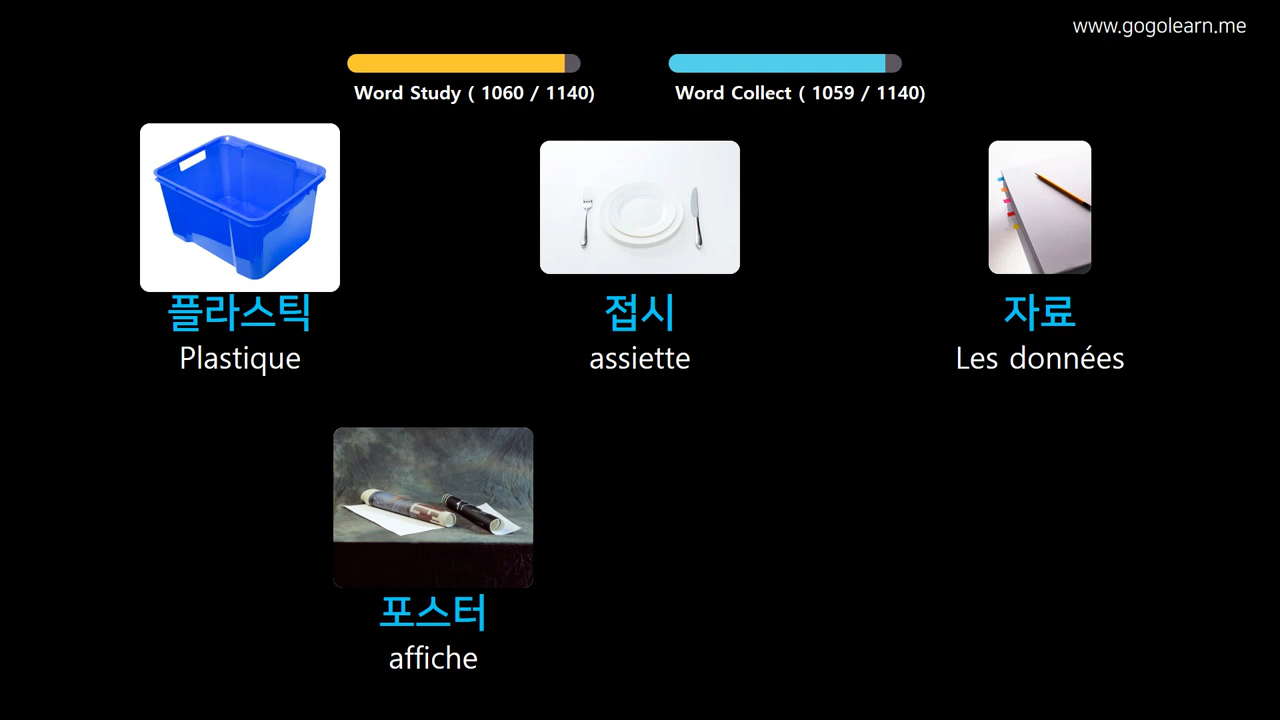 www.gogolearn.me
Word Study ( 1060 / 1140)
Word Collect ( 1059 / 1140)
플라스틱
Plastique
접시
assiette
자료
Les données
포스터
affiche